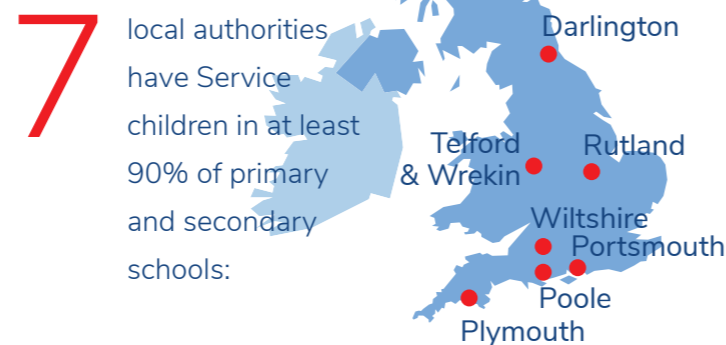 7
local authorities
have Service
children in at least
90% of primary
and secondary
schools:
Darlington
Telford
& Wrekin
Rutland
Wiltshire
Portsmouth
Poole
Plymouth